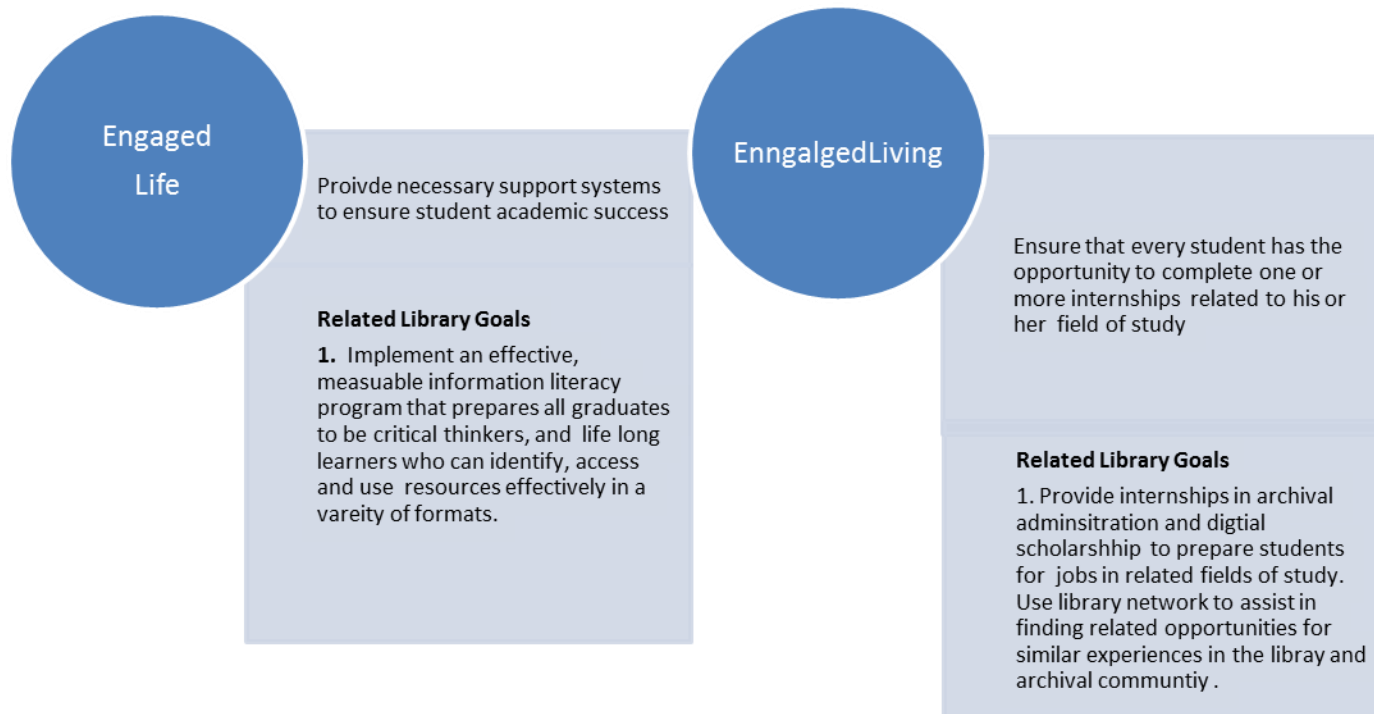 Engaged
Life
Proivde necessary support systems
to ensure student academic success
Related Library Goals
1. Implement an effective,
measuable information literacy
program that prepares all graduates
to be critical thinkers, and life long
learners who can identify, access
and use resources effectively in a
vareity of formats.
EnngalgedLiving
Ensure that every student has the
opportunity to complete one or
more internships related to his or
her field of study
Related Library Goals
1. Provide internships in archival
adminsitration and digtial
scholarshhip to prepare students
for jobs in related fields of study.
Use library network to assist in
finding related opportunities for
similar experiences in the libray and
archival communtiy .